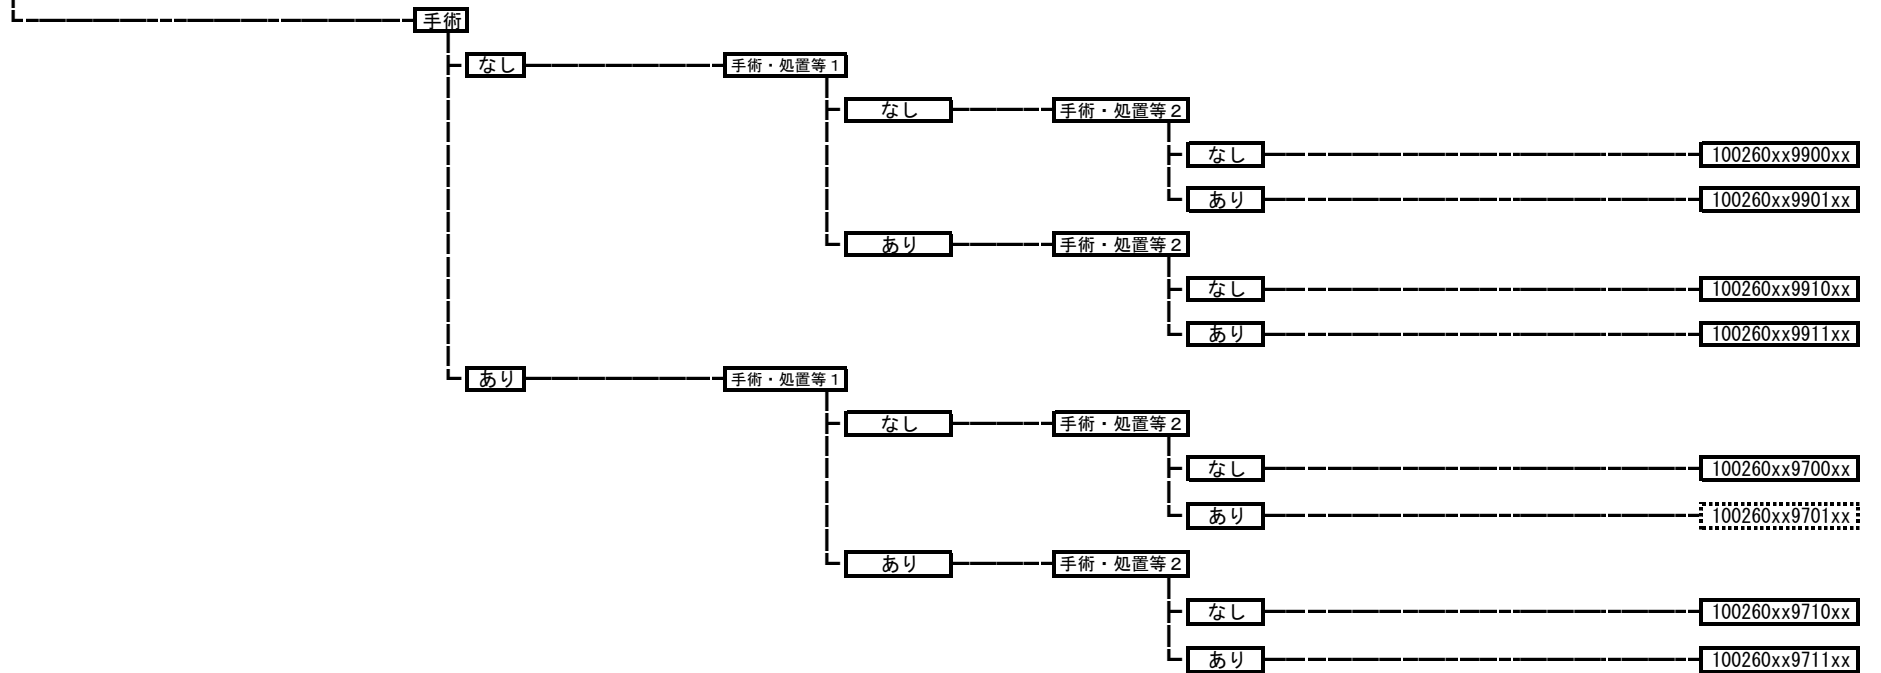 手術
なし 手術・処置等1
なし 手術・処置等2
なし 100260xx9900xx
あり 100260xx9901xx
あり 手術・処置等2
なし 100260xx9910xx
あり 100260xx9911xx
あり 手術・処置等1
なし 手術・処置等2
なし 100260xx9700xx
あり 100260xx9701xx
あり 手術・処置等2
なし 100260xx9710xx
あり 100260xx9711xx